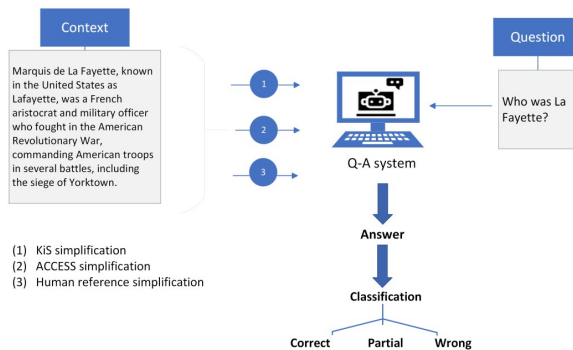 Context
Marquis de La Fayette, known
in the United States as
Lafayette, was a French
aristocrat and military officer
who fought in the American
Revolutionary War,
commanding American troops
in several battles, including
the siege of Yorktown.
1
2
3
Q-A system
Question
Who was La
Fayette?
Answer
Classification
Correct Partial Wrong
(1) KiS simplification
(2) ACCESS simplification
(3) Human reference simplification